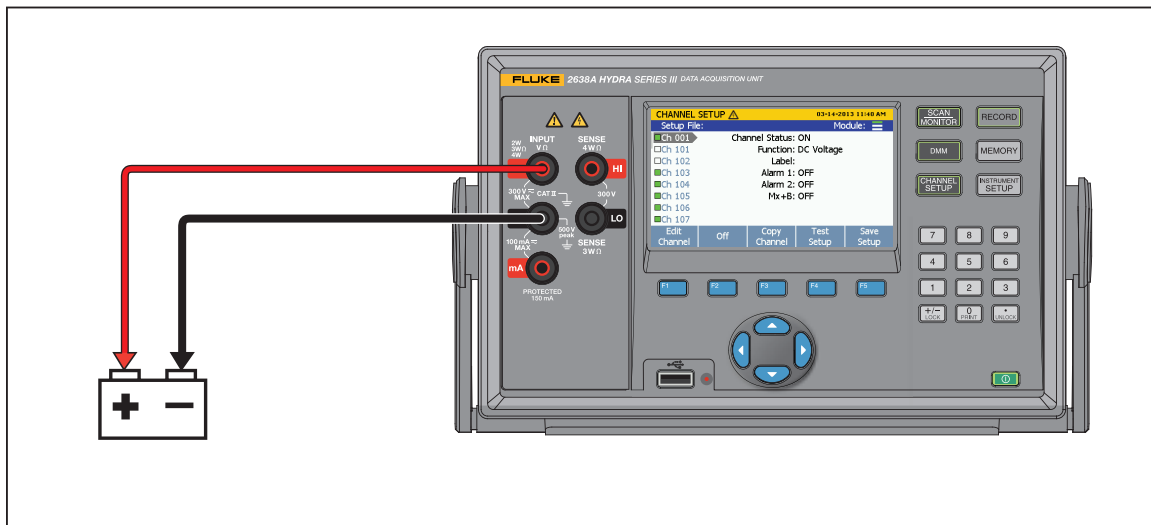 FLUKE 2638A HYDRA SERIES III DATA ACQUISITION UNIT
2W
3W Ω
4W
INPUT
V Ω
SENSE
4W Ω
HI
300 V
MAX
CAT II
300 V
LO
100 mA
MAX
500 V
peak
SENSE
3W Ω
mA
PROTECTED
150 mA
CHANNEL SETUP 03-14-2013 11:40 AM
Setup File: Module:
Ch 001
Ch 101
Ch 102
Ch 103
Ch 104
Ch 105
Ch 106
Ch 107
Channel Status: ON
Function: DC Voltage
Label:
Alarm 1: OFF
Alarm 2: OFF
Mx+B: OFF
Edit
Channel
Off
Copy
Channel
Test
Setup
Save
Setup
F1 F2 F3 F4 F5
SCAN
MONITOR
RECORD
DMM
MEMORY
CHANNEL
SETUP
INSTRUMENT
SETUP
7 8 9
4 5 6
1 2 3
+/−
LOCK
0
PRINT
•
UNLOCK
+ −